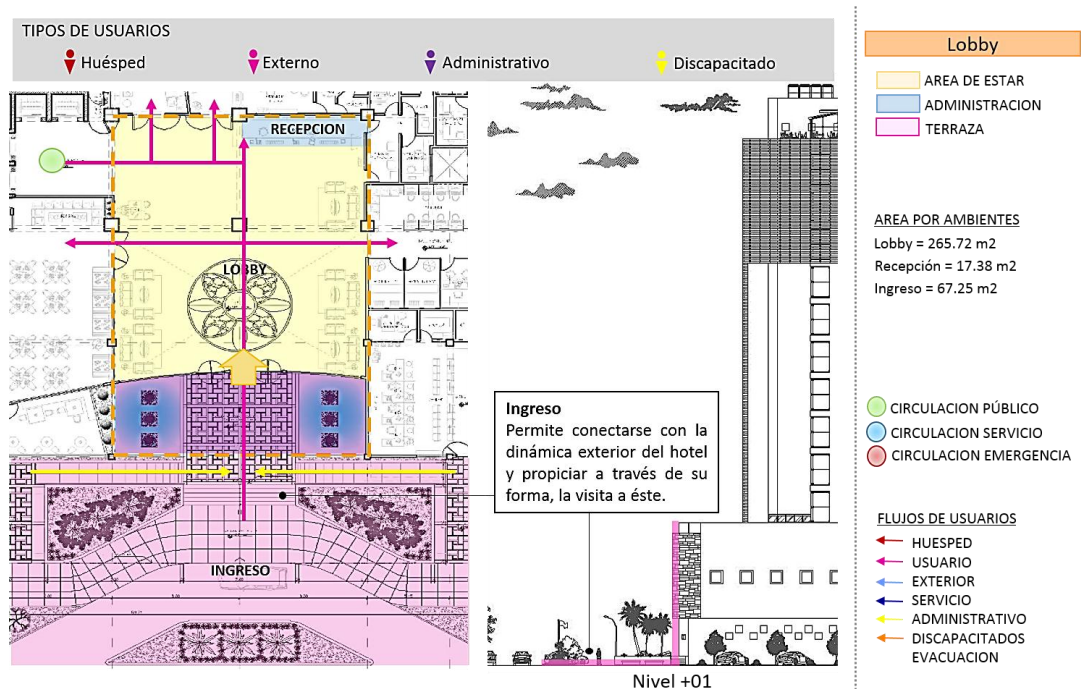 TIPOS DE USUARIOS
Huésped
Externo
Administrativo
Discapacitado
RECEPCION
LOBBY
INGRESO
Ingreso
Permite conectarse con la
dinámica exterior del hotel
y propiciar a través de su
forma, la visita a éste.
Nivel +01
Lobby
AREA DE ESTAR
ADMINISTRACION
TERRAZA
AREA POR AMBIENTES
Lobby = 265.72 m2
Recepción = 17.38 m2
Ingreso = 67.25 m2
CIRCULACION PÚBLICO
CIRCULACION SERVICIO
CIRCULACION EMERGENCIA
FLUJOS DE USUARIOS
HUESPED
USUARIO
EXTERIOR
SERVICIO
ADMINISTRATIVO
DISCAPACITADOS
EVACUACION